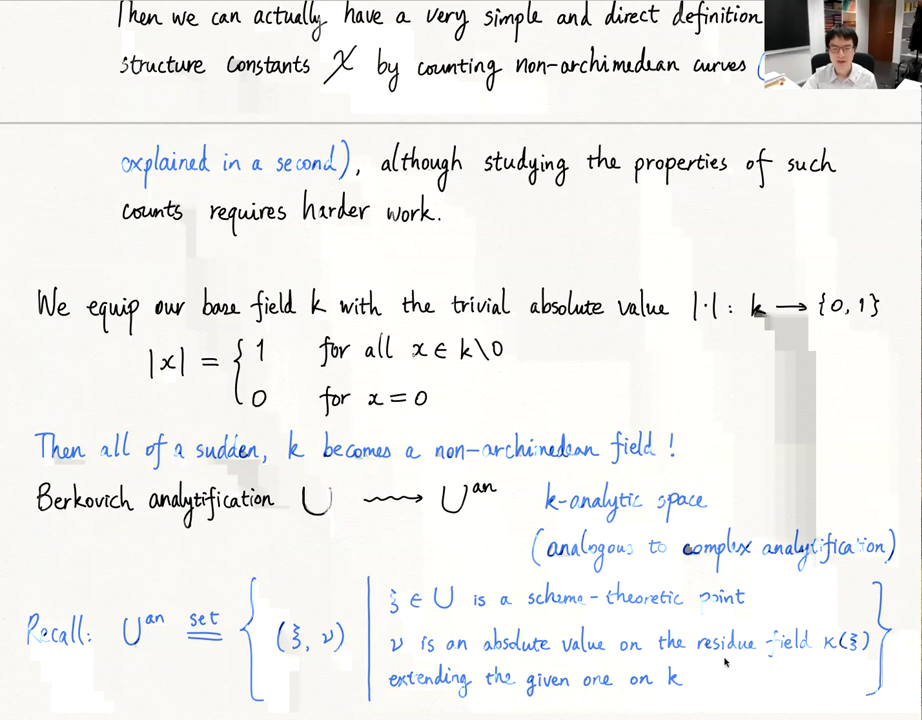 Then we can actually have a very simple and direct definition
structure constants χ by counting non-archimedean curves (
explained in a second), although studying the properties of such
counts requires harder work.
We equip our base field k with the trivial absolute value |·|: k ⟶ {0,1}
|x| = { 1 for all x ∈ k\0
0 for x = 0
Then all of a sudden, k becomes a non-archimedean field!
Berkovich analytification U ⇝ U^an k-analytic space
(analogous to complex analytification)
Recall: U^an set= { (ξ, ν) | ξ ∈ U is a scheme-theoretic point
ν is an absolute value on the residue field κ(ξ)
extending the given one on k }